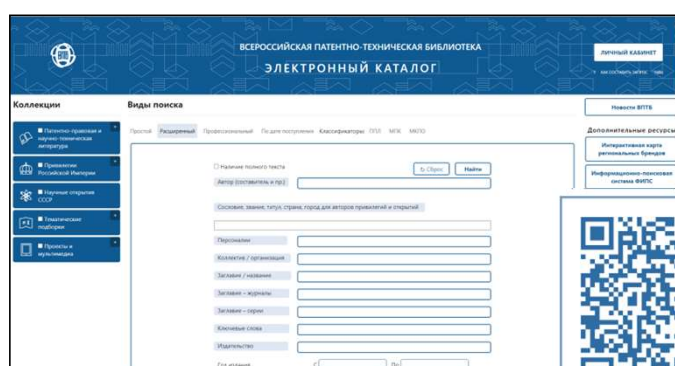 ВСЕРОССИЙСКАЯ ПАТЕНТНО-ТЕХНИЧЕСКАЯ БИБЛИОТЕКА
ЭЛЕКТРОННЫЙ КАТАЛОГ
ЛИЧНЫЙ КАБИНЕТ
? КАК СОСТАВИТЬ ЗАПРОС
Коллекции
Патентно-правовая и
научно-техническая
литература
Привилегии
Российской Империи
Научные открытия
СССР
Тематические
подборки
Проекты и
мультимедиа
Виды поиска
Простой Расширенный Профессиональный По дате поступления Классификаторы: ГПЛ МПК МКПО
Наличие полного текста
Сброс Найти
Автор (составитель и пр.)
Сословие, звание, титул, страна, город для авторов привилегий и открытий
Персоналии
Коллектив / организация
Заглавие / название
Заглавие – журналы
Заглавие – серии
Ключевые слова
Издательство
Год издания С По
Новости ВПТБ
Дополнительные ресурсы
Интерактивная карта
региональных брендов
Информационно-поисковая
система ФИПС